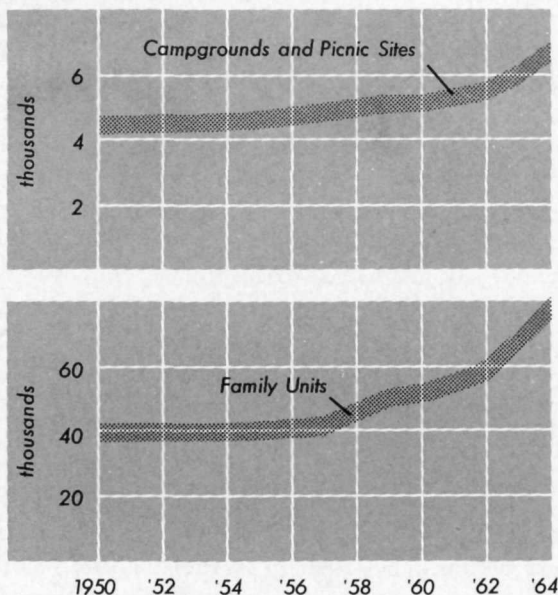 Campgrounds and Picnic Sites
thousands
6
4
2
Family Units
thousands
60
40
20
1950 '52 '54 '56 '58 '60 '62 '64